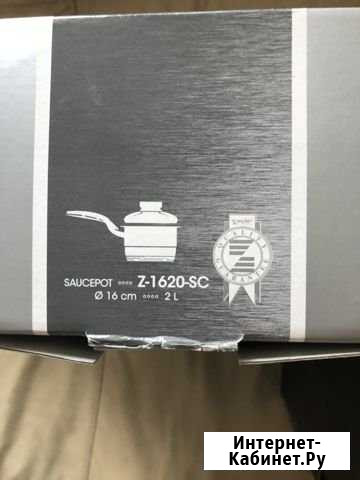 SAUCEPOT °°°° Z-1620-SC
Ø 16 cm °°°° 2 L
Z
Интернет-
Кабинет.Ру